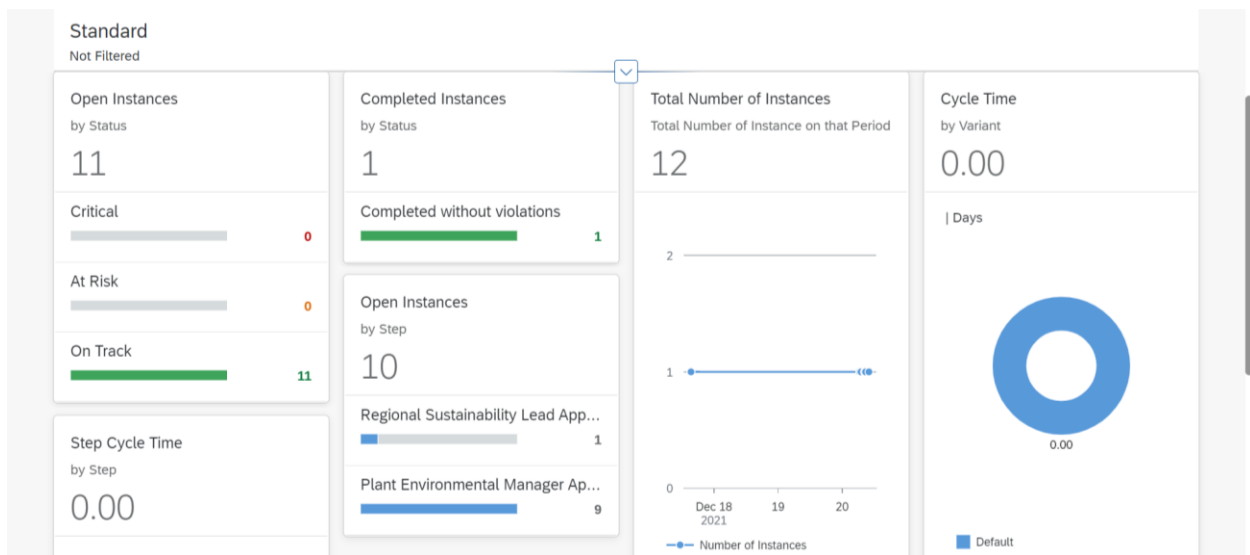 Standard
Not Filtered
Open Instances
by Status
11
Critical
0
At Risk
0
On Track
11
Step Cycle Time
by Step
0.00
Completed Instances
by Status
1
Completed without violations
1
Open Instances
by Step
10
Regional Sustainability Lead App...
1
Plant Environmental Manager Ap...
9
Total Number of Instances
Total Number of Instance on that Period
12
2
1
0
Dec 18
2021
19
20
Number of Instances
Cycle Time
by Variant
0.00
| Days
0.00
Default